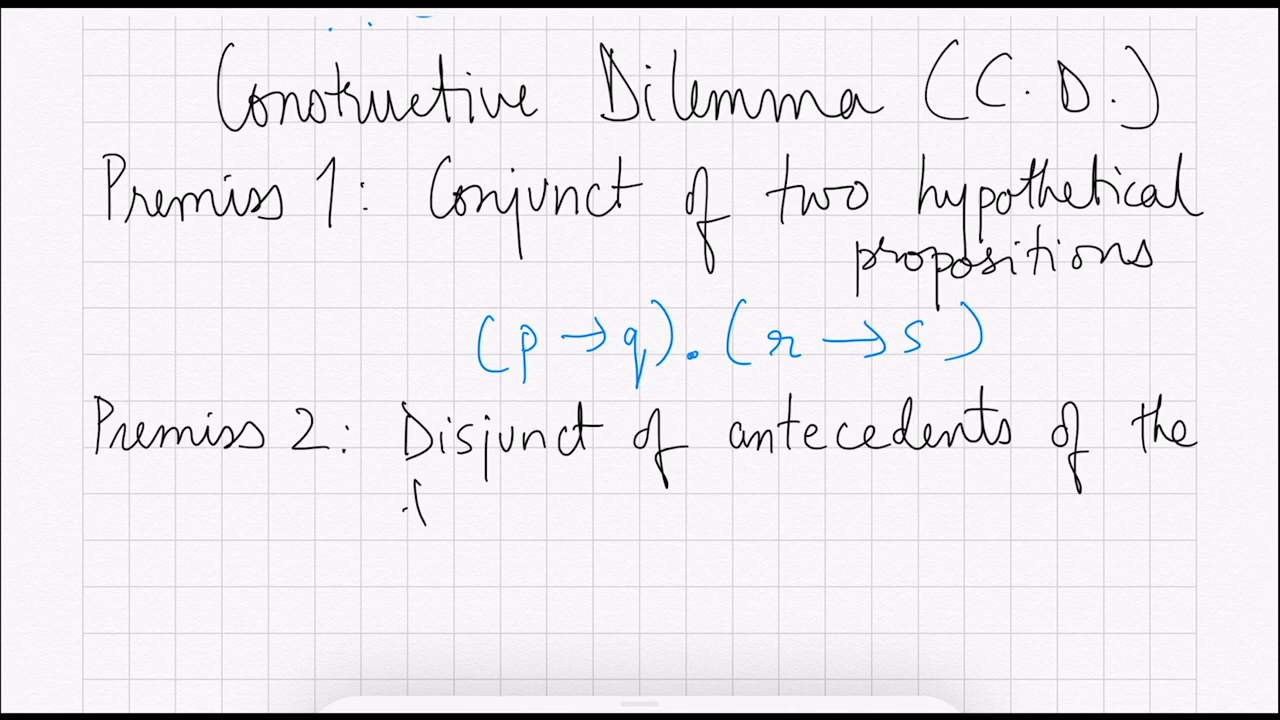 Constructive Dilemma (C.D.)
Premiss 1: Conjunct of two hypothetical
propositions
(p → q) . (r → s)
Premiss 2: Disjunct of antecedents of the